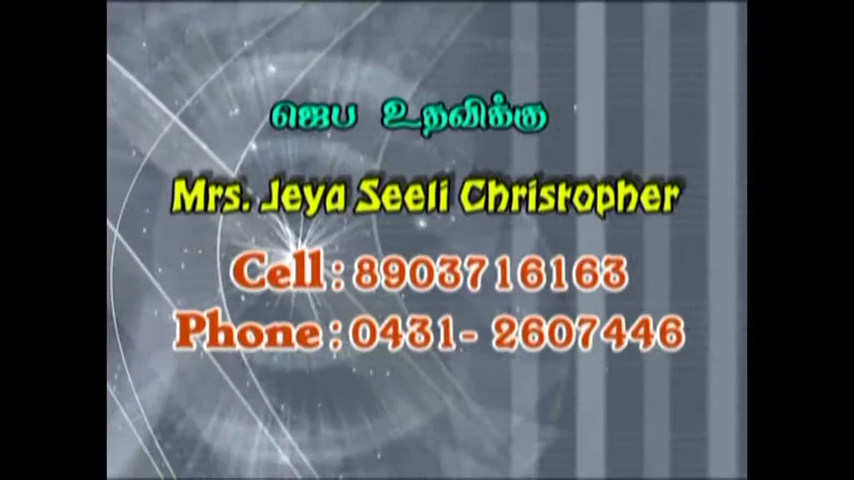 ஜெப உதவிக்கு
Mrs. Jeya Seeli Christopher
Cell : 8903716163
Phone : 0431- 2607446